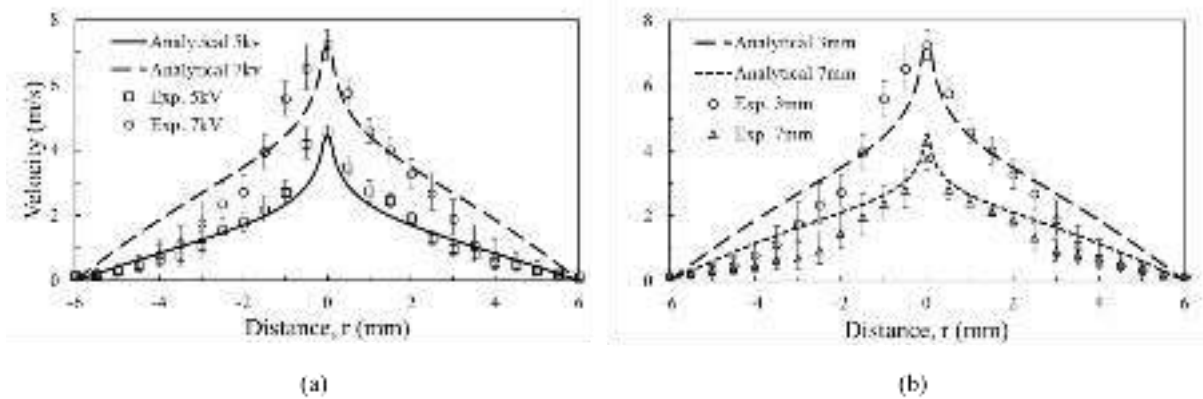 8
Analytical 5kv
Analytical 7kv
Exp. 5kV
Exp. 7kV
6
4
2
0
Velocity (m/s)
-6 -4 -2 0 2 4 6
Distance, r (mm)
(a)
8
Analytical 3mm
Analytical 7mm
Exp. 3mm
Exp. 7mm
6
4
2
0
-6 -4 -2 0 2 4 6
Distance, r (mm)
(b)